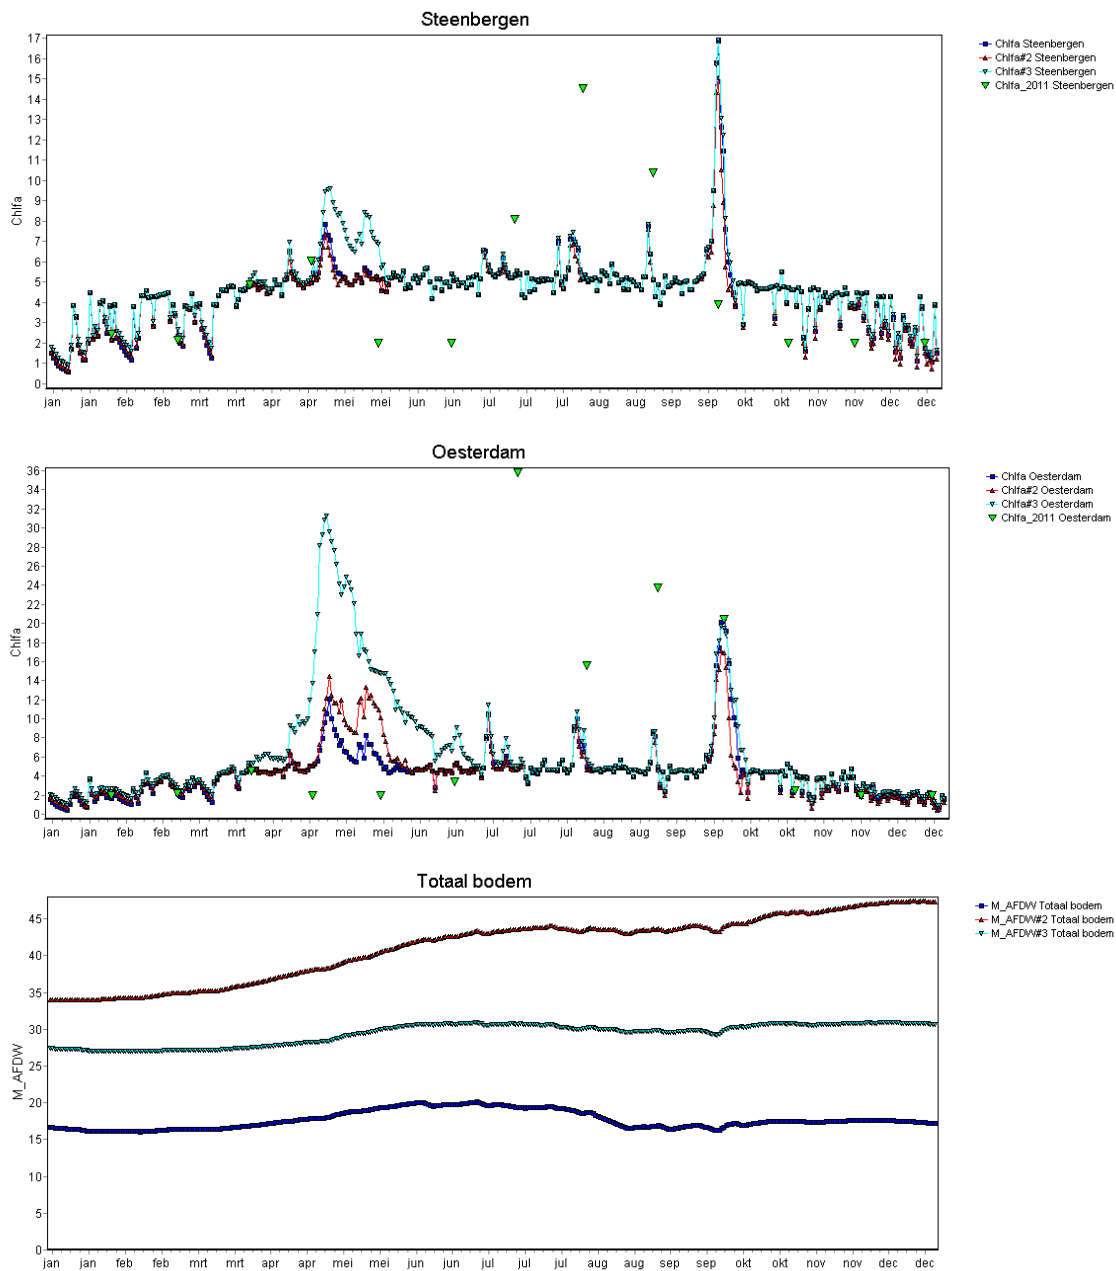 Steenbergen
17
16
15
14
13
12
11
10
9
8
7
6
5
4
3
2
1
0
Chlfa
jan jan feb feb mrt mrt apr apr mei mei jun jun jul jul aug aug sep sep okt okt nov nov dec dec
Chlfa Steenbergen
Chlfa#2 Steenbergen
Chlfa#3 Steenbergen
Chlfa_2011 Steenbergen
Oesterdam
36
34
32
30
28
26
24
22
20
18
16
14
12
10
8
6
4
2
0
Chlfa
jan jan feb feb mrt mrt apr apr mei mei jun jun jul jul jul aug aug sep sep okt okt nov nov dec dec
Chlfa Oesterdam
Chlfa#2 Oesterdam
Chlfa#3 Oesterdam
Chlfa_2011 Oesterdam
Totaal bodem
45
40
35
30
25
20
15
10
5
0
M_AFDW
jan jan feb feb mrt mrt apr apr mei mei jun jun jul jul jul aug aug sep sep okt okt nov nov dec dec
M_AFDW Totaal bodem
M_AFDW#2 Totaal bodem
M_AFDW#3 Totaal bodem